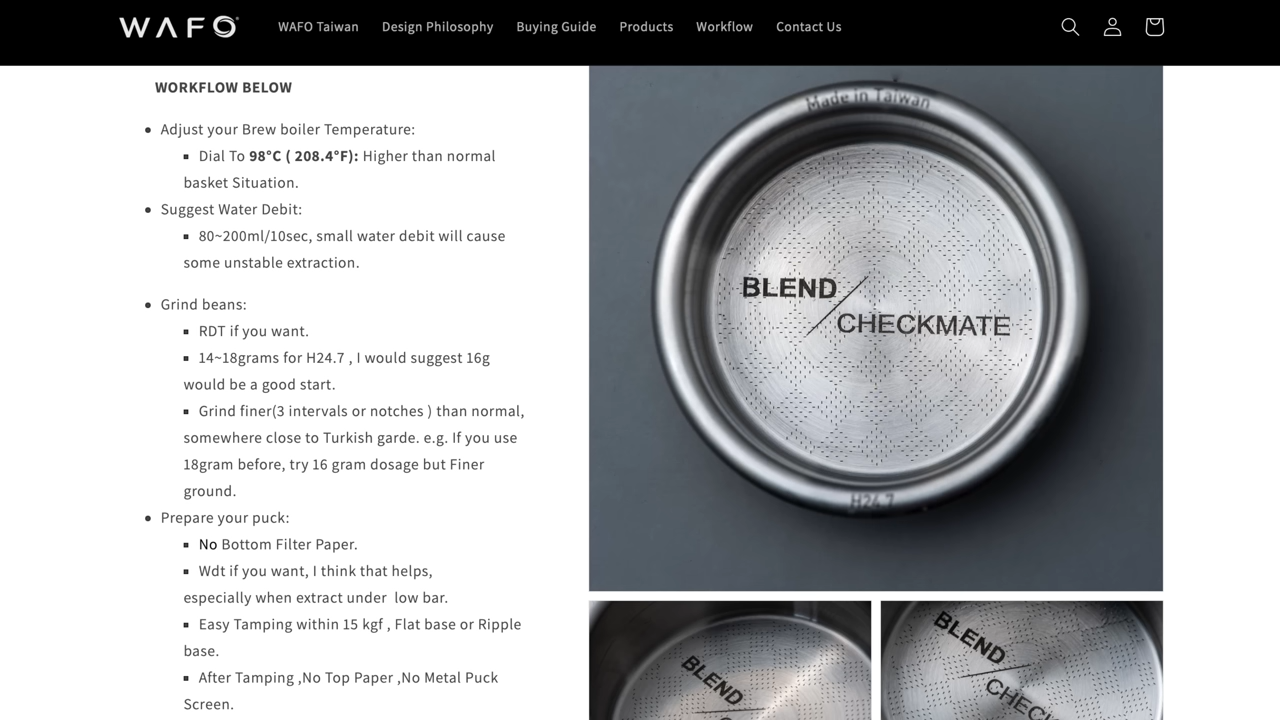 WAFO
WAFO Taiwan
Design Philosophy
Buying Guide
Products
Workflow
Contact Us
WORKFLOW BELOW
• Adjust your Brew boiler Temperature:
▪ Dial To 98°C ( 208.4°F): Higher than normal
basket Situation.
• Suggest Water Debit:
▪ 80~200ml/10sec, small water debit will cause
some unstable extraction.
• Grind beans:
▪ RDT if you want.
▪ 14~18grams for H24.7 , I would suggest 16g
would be a good start.
▪ Grind finer(3 intervals or notches ) than normal,
somewhere close to Turkish garde. e.g. If you use
18gram before, try 16 gram dosage but Finer
ground.
• Prepare your puck:
▪ No Bottom Filter Paper.
▪ Wdt if you want, I think that helps,
especially when extract under low bar.
▪ Easy Tamping within 15 kgf , Flat base or Ripple
base.
▪ After Tamping ,No Top Paper ,No Metal Puck
Screen.
Made in Taiwan
BLEND
CHECKMATE
H24.7
BLEND
BLEND